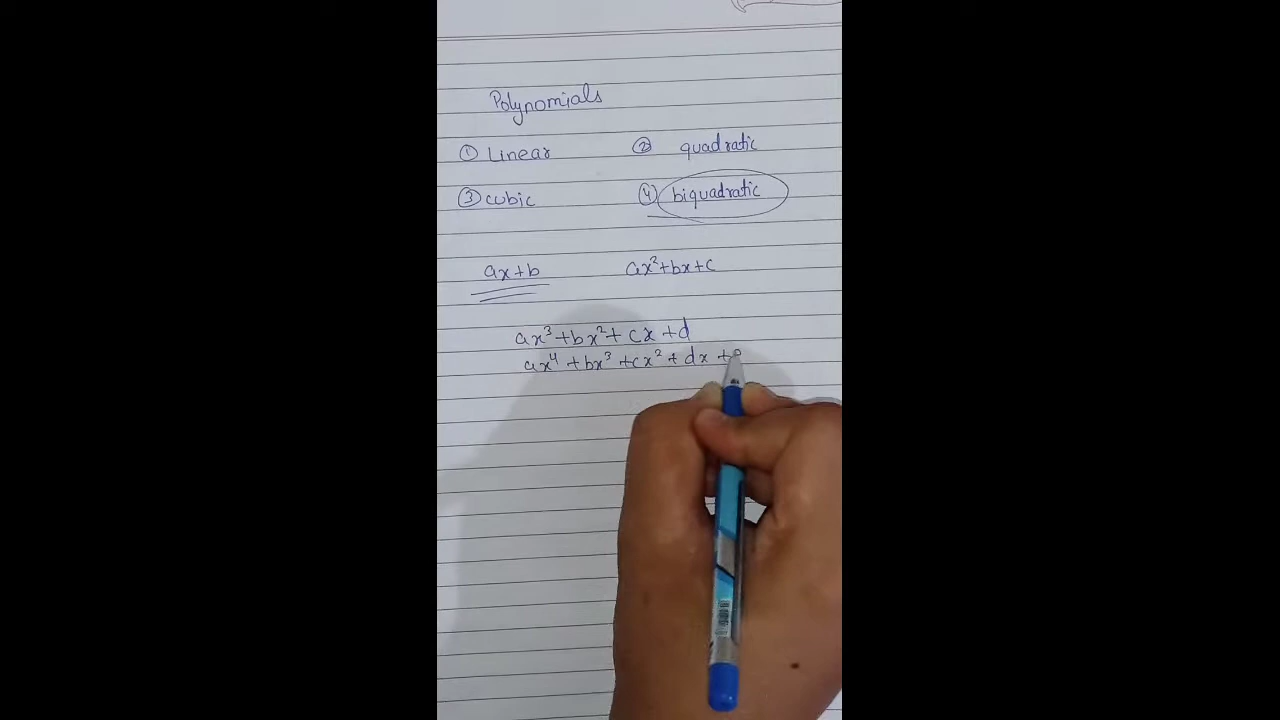 Polynomials
① Linear ② quadratic
③ cubic ④ biquadratic
ax+b ax²+bx+c
ax³+bx²+cx+d
ax⁴+bx³+cx²+dx+